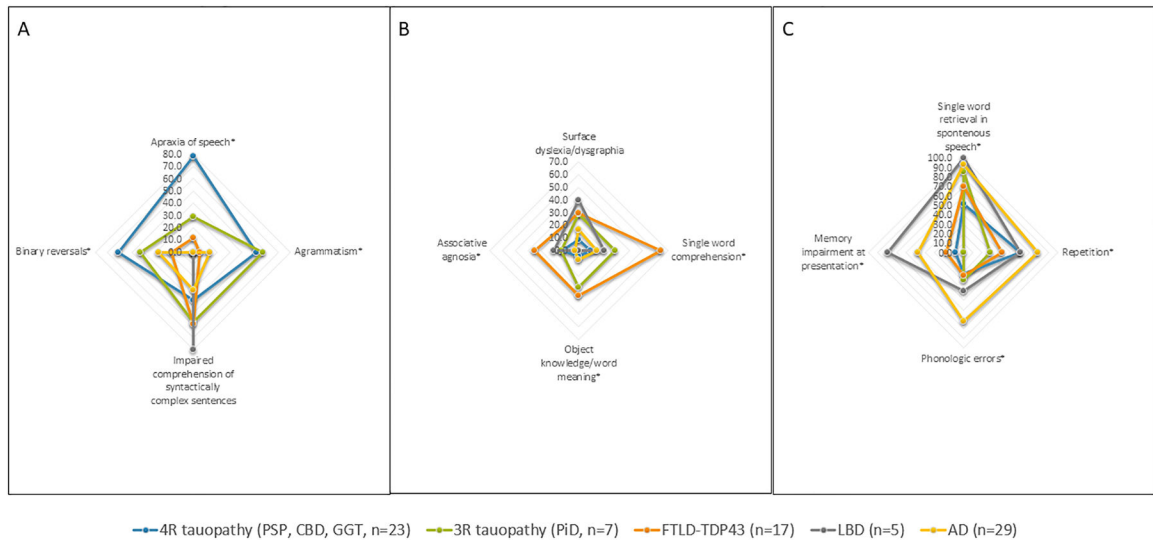 A
Apraxia of speech*
80.0
70.0
60.0
50.0
40.0
30.0
20.0
10.0
0.0
Binary reversals*
Agrammatism*
Impaired
comprehension of
syntactically
complex sentences
B
Surface
dyslexia/dysgraphia
70.0
60.0
50.0
40.0
30.0
20.0
10.0
Associative
agnosia*
Single word
comprehension*
Object
knowledge/word
meaning*
C
Single word
retrieval in
spontenous
speech*
100.0
90.0
80.0
70.0
60.0
50.0
40.0
30.0
20.0
10.0
0.0
Memory
impairment at
presentation*
Repetition*
Phonologic errors*
4R tauopathy (PSP, CBD, GGT, n=23)
3R tauopathy (PiD, n=7)
FTLD-TDP43 (n=17)
LBD (n=5)
AD (n=29)